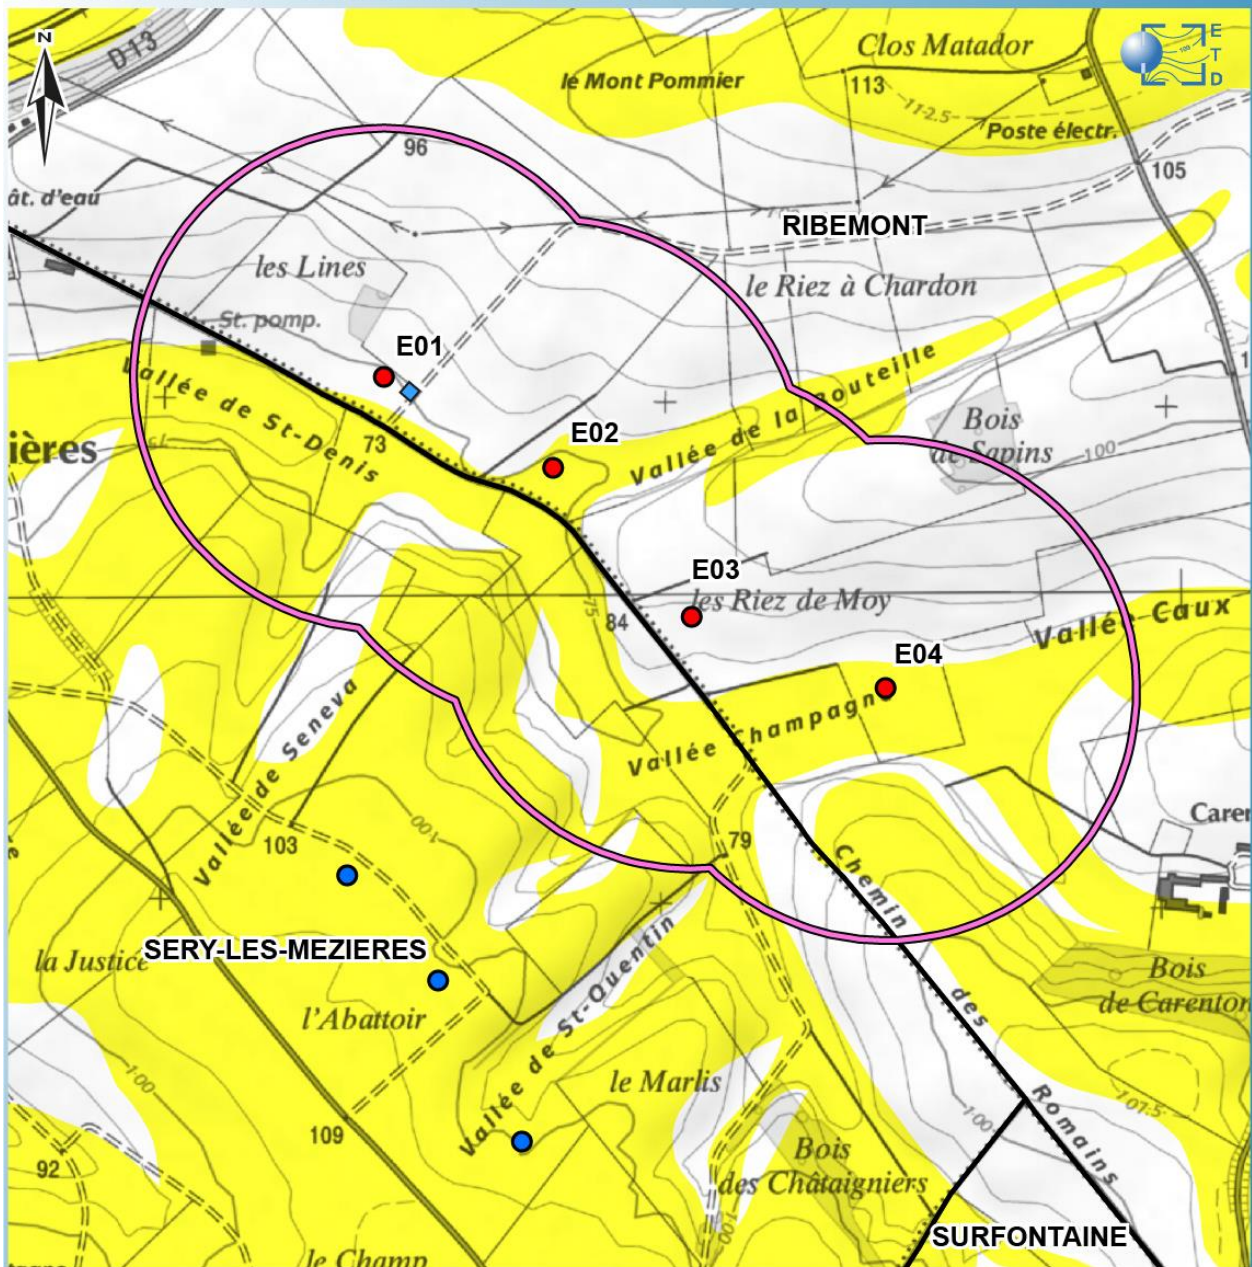 N
D13
E
T
D
Clos Matador
le Mont Pommier
113
112.5
Poste électr.
96
105
ât. d'eau
RIBEMONT
les Lines
le Riez à Chardon
St. pomp.
E01
Vallée de la Bouteille
Vallée de St-Denis
73
E02
Bois
de Sapins
100
ières
E03
les Riez de Moy
75
84
Vallée Caux
E04
Vallée Champagne
Vallée de Seneva
100
103
79
Caren
Chemin des Romains
SERY-LES-MEZIERES
la Justice
l'Abattoir
Vallée de St-Quentin
Bois
de Carenton
le Marlis
100
100
107.5
109
92
Bois
des Châtaigniers
100
SURFONTAINE
le Champ